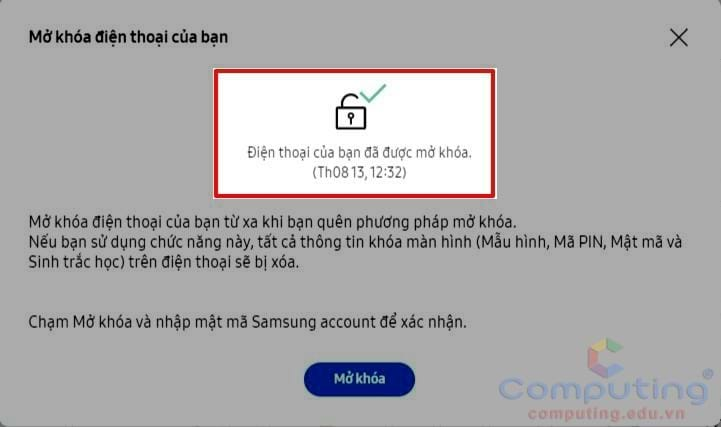 Mở khóa điện thoại của bạn
Điện thoại của bạn đã được mở khóa.
(Th08 13, 12:32)
Mở khóa điện thoại của bạn từ xa khi bạn quên phương pháp mở khóa.
Nếu bạn sử dụng chức năng này, tất cả thông tin khóa màn hình (Mẫu hình, Mã PIN, Mật mã và
Sinh trắc học) trên điện thoại sẽ bị xóa.
Chạm Mở khóa và nhập mật mã Samsung account để xác nhận.
Mở khóa
Computing®
computing.edu.vn